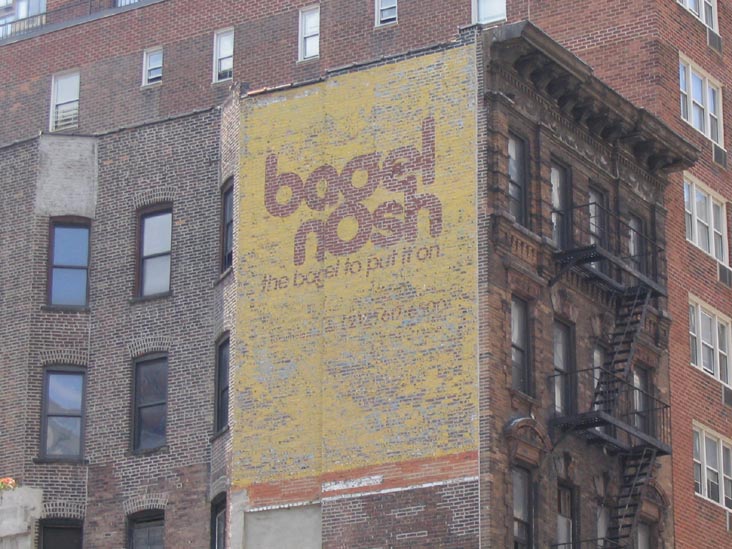 bagel
nosh
the bagel to put it on